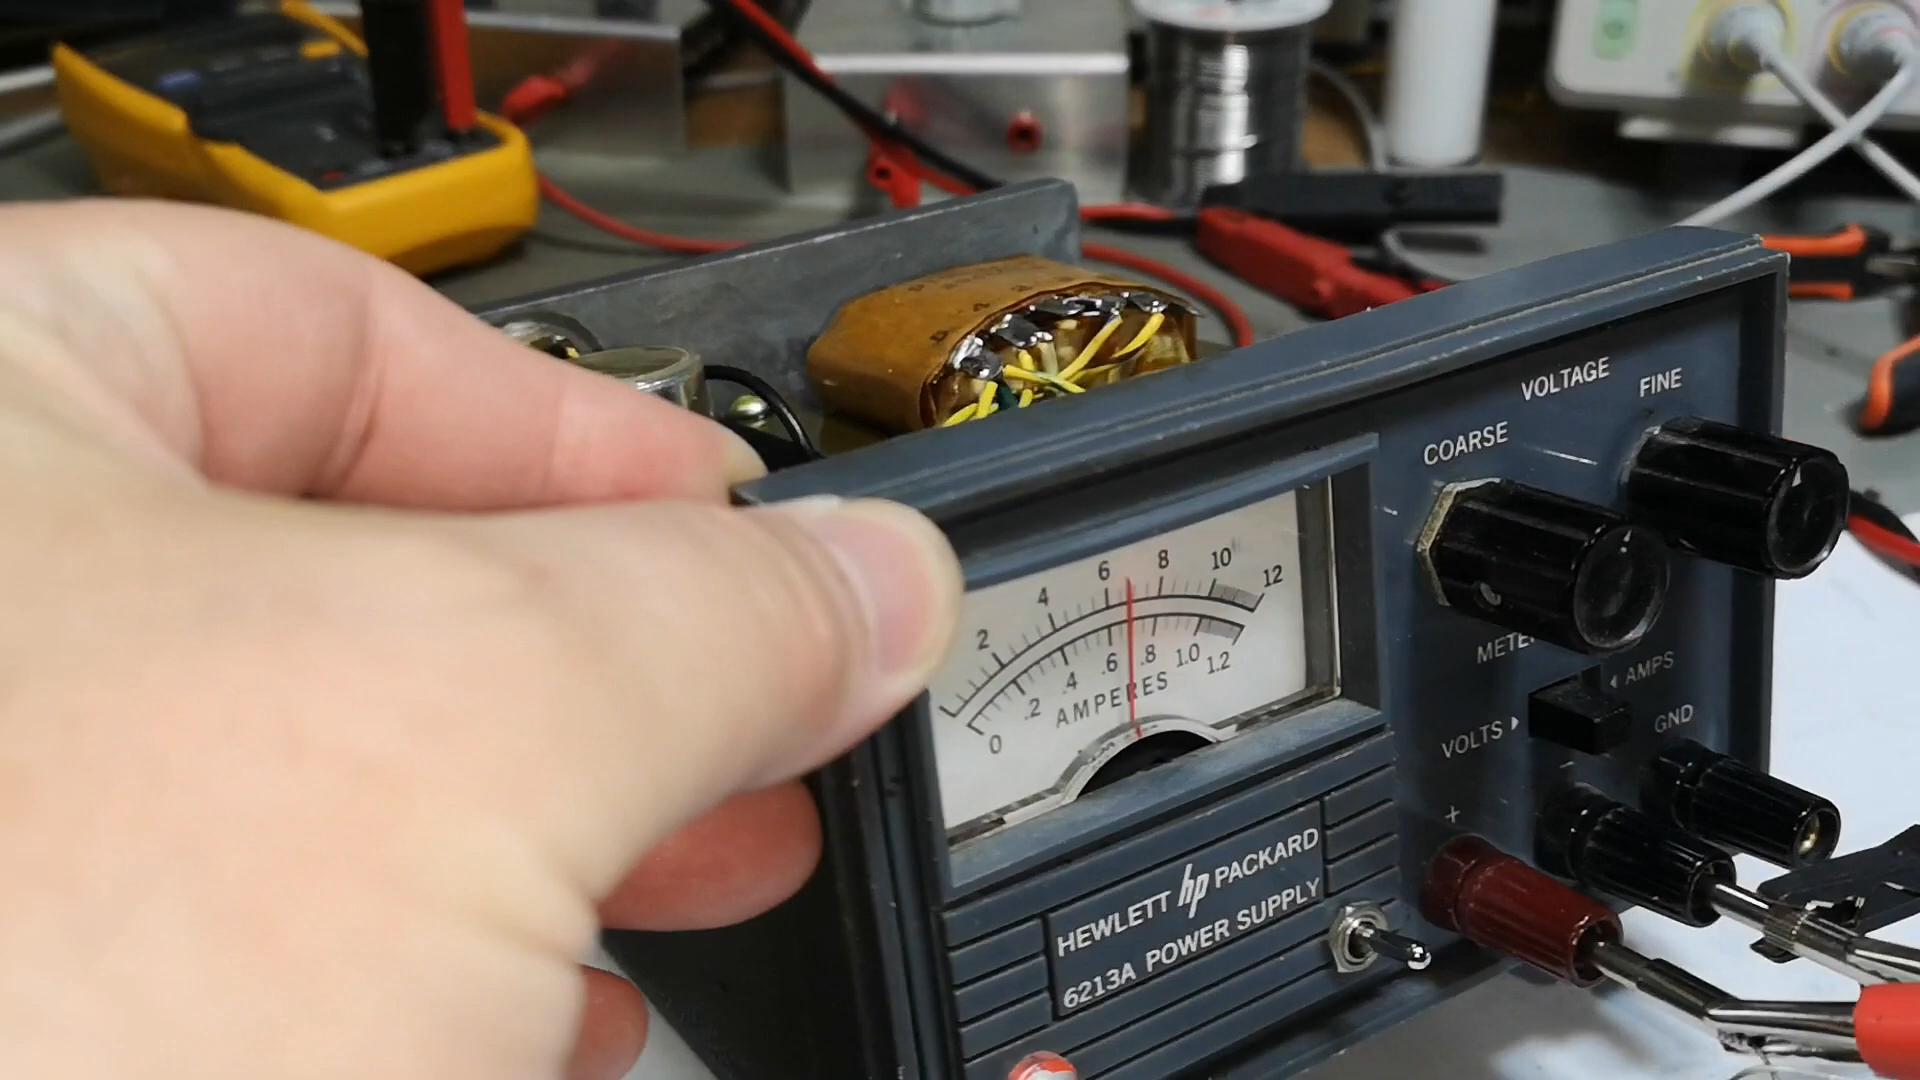 VOLTAGE
COARSE FINE
2 4 6 8 10 12
0 .2 .4 .6 .8 1.0 1.2
AMPERES
METE
◂ AMPS
VOLTS ▸
GND
+ −
HEWLETT hp PACKARD
6213A POWER SUPPLY